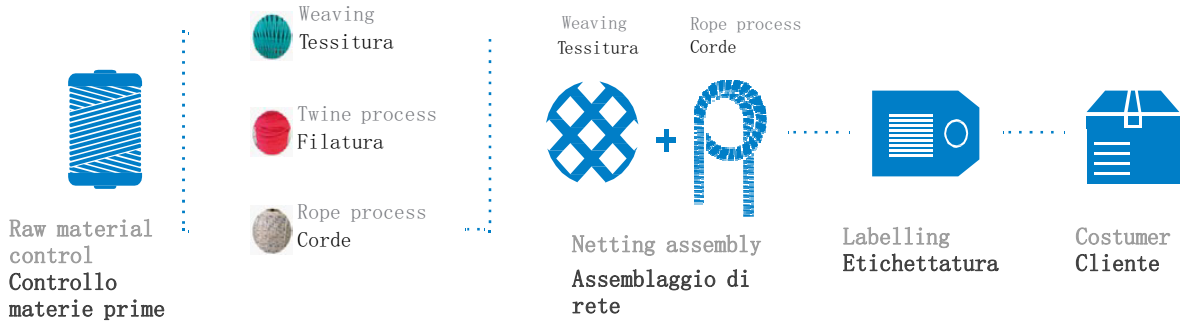 Raw material
control
Controllo
materie prime
Weaving
Tessitura
Twine process
Filatura
Rope process
Corde
Weaving
Tessitura
Rope process
Corde
Netting assembly
Assemblaggio di
rete
Labelling
Etichettatura
Costumer
Cliente